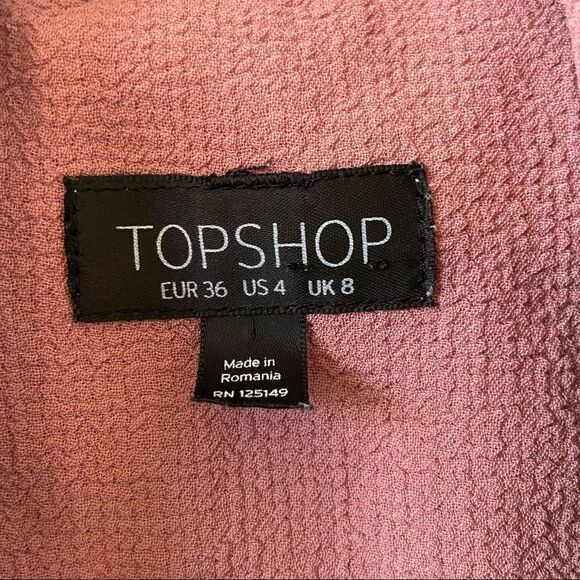 TOPSHOP
EUR 36 US 4 UK 8
Made in
Romania
RN 125149